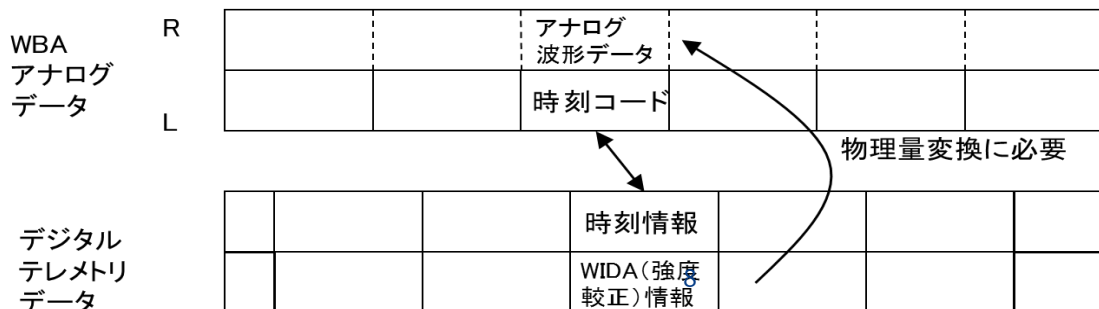 WBA
アナログ
データ
R
L
アナログ
波形データ
時刻コード
物理量変換に必要
デジタル
テレメトリ
データ
時刻情報
WIDA(強度
較正)情報
8